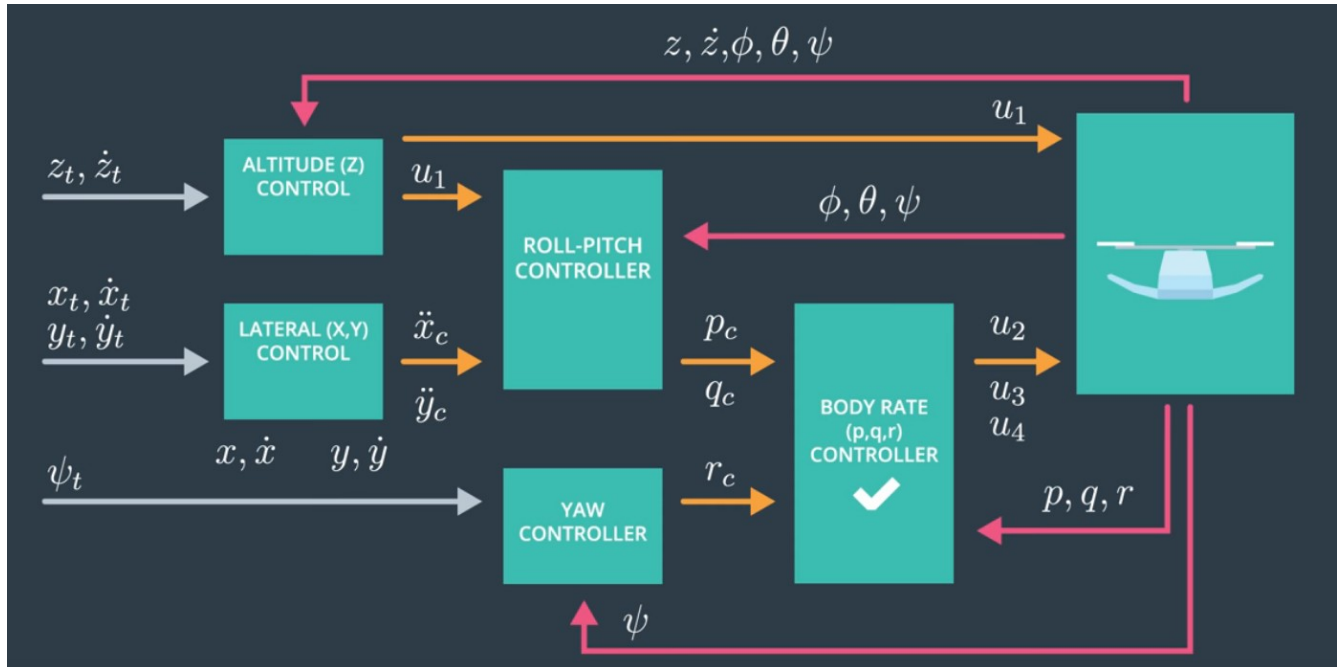 z, ż, ϕ, θ, ψ
u₁
z_t, ż_t
ALTITUDE (Z)
CONTROL
u₁
ϕ, θ, ψ
ROLL-PITCH
CONTROLLER
x_t, ẋ_t
y_t, ẏ_t
LATERAL (X,Y)
CONTROL
ẍ_c
ÿ_c
p_c
q_c
u₂
u₃
u₄
BODY RATE
(p,q,r)
CONTROLLER
x, ẋ
y, ẏ
ψ_t
r_c
YAW
CONTROLLER
p, q, r
ψ